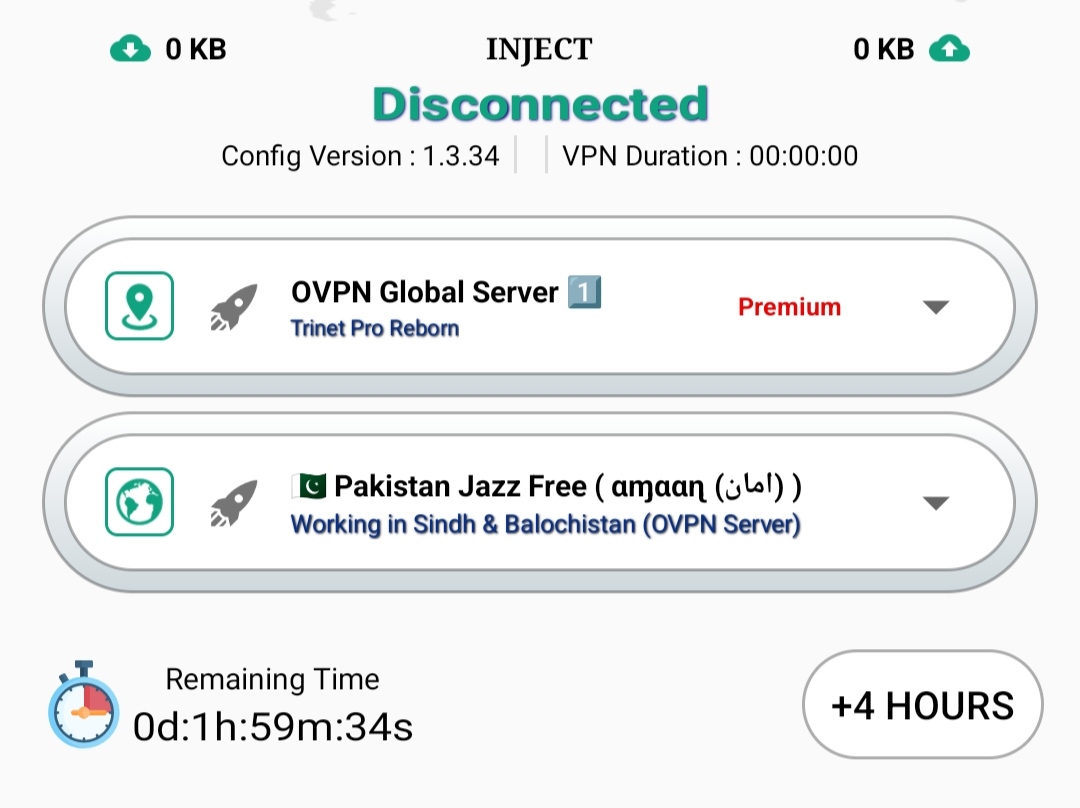 0 KB INJECT 0 KB
Disconnected
Config Version : 1.3.34 VPN Duration : 00:00:00
OVPN Global Server 1️⃣
Trinet Pro Reborn
Premium
🇵🇰 Pakistan Jazz Free ( αɱααɳ (امان) )
Working in Sindh & Balochistan (OVPN Server)
Remaining Time
0d:1h:59m:34s
+4 HOURS